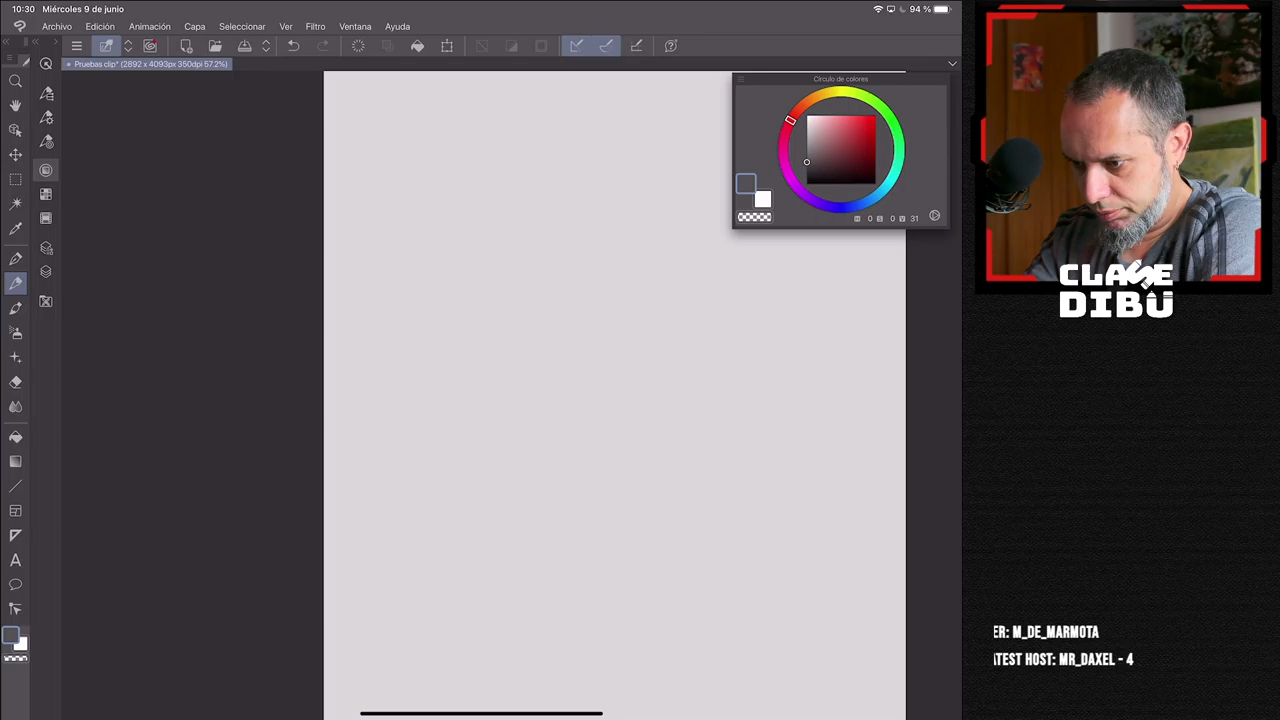 10:30 Miércoles 9 de junio
94 %
Archivo Edición Animación Capa Seleccionar Ver Filtro Ventana Ayuda
Pruebas clip* (2892 x 4093px 350dpi 57.2%)
Círculo de colores
H 0 S 0 V 31
A
CLASE
DIBU
ER: M_DE_MARMOTA
ATEST HOST: MR_DAXEL - 4